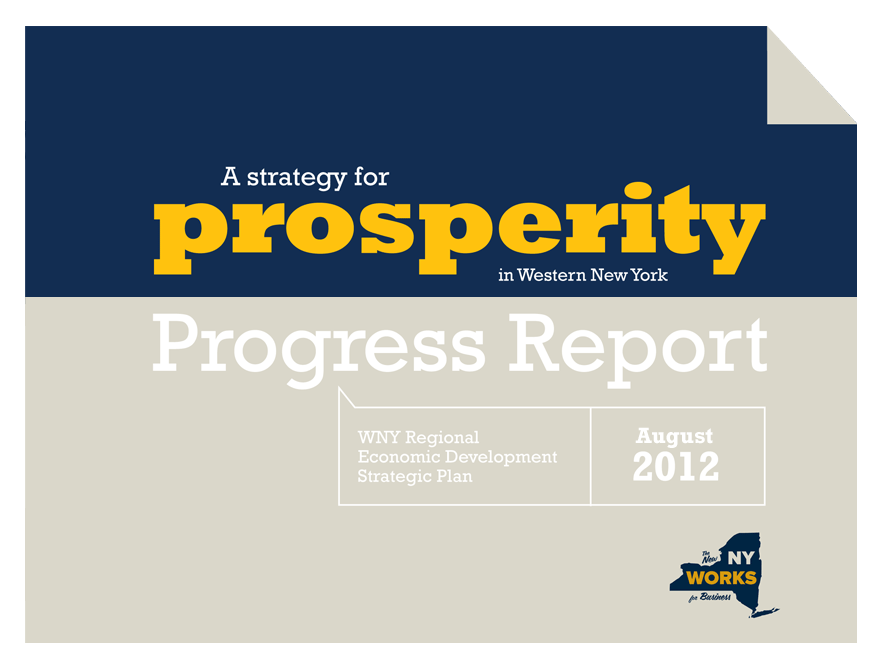 A strategy for
prosperity
in Western New York
Progress Report
WNY Regional
Economic Development
Strategic Plan
August
2012
The New NY
WORKS
for Business